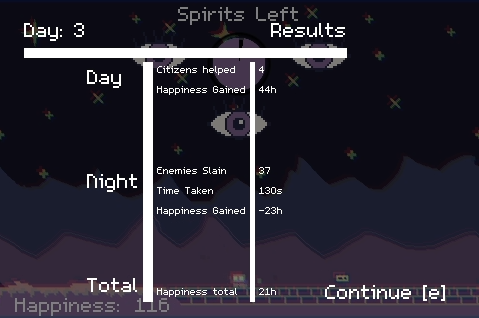 Spirits Left
Day: 3 Results
Day
Citizens helped 4
Happiness Gained 44h
Night
Enemies Slain 37
Time Taken 130s
Happiness Gained -23h
Total
Happiness total 21h
Continue [e]
Happiness: 116